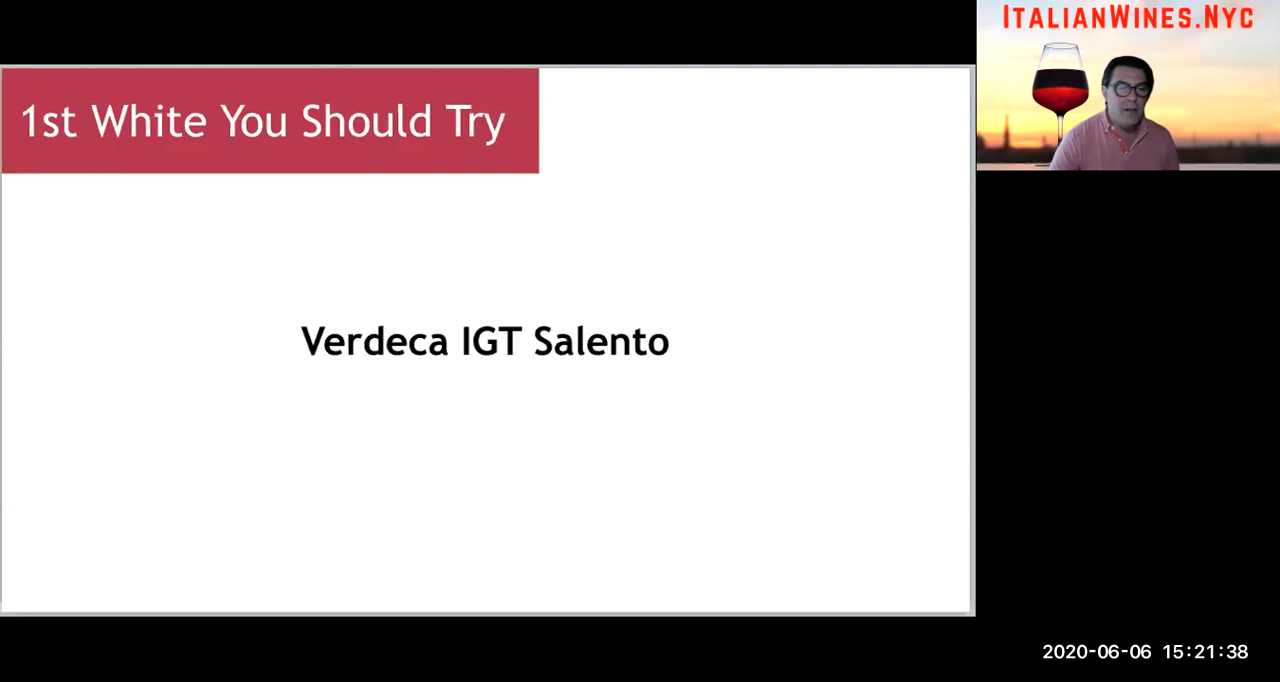 ITALIANWINES.NYC
1st White You Should Try
Verdeca IGT Salento
2020-06-06 15:21:38